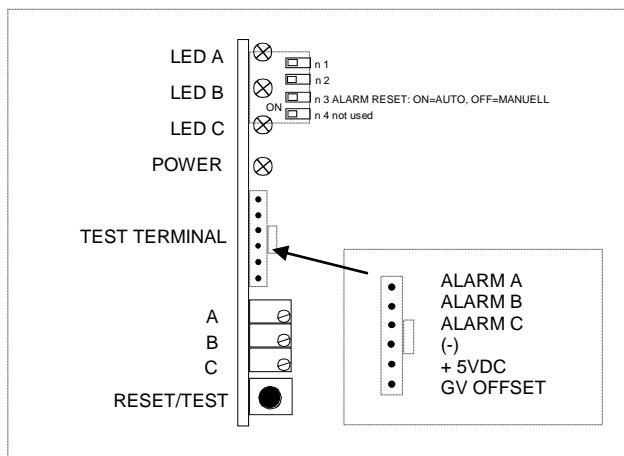 LED A
n 1
n 2
LED B
n 3 ALARM RESET: ON=AUTO, OFF=MANUELL
ON
n 4 not used
LED C
POWER
TEST TERMINAL
ALARM A
ALARM B
ALARM C
(-)
+ 5VDC
GV OFFSET
A
B
C
RESET/TEST